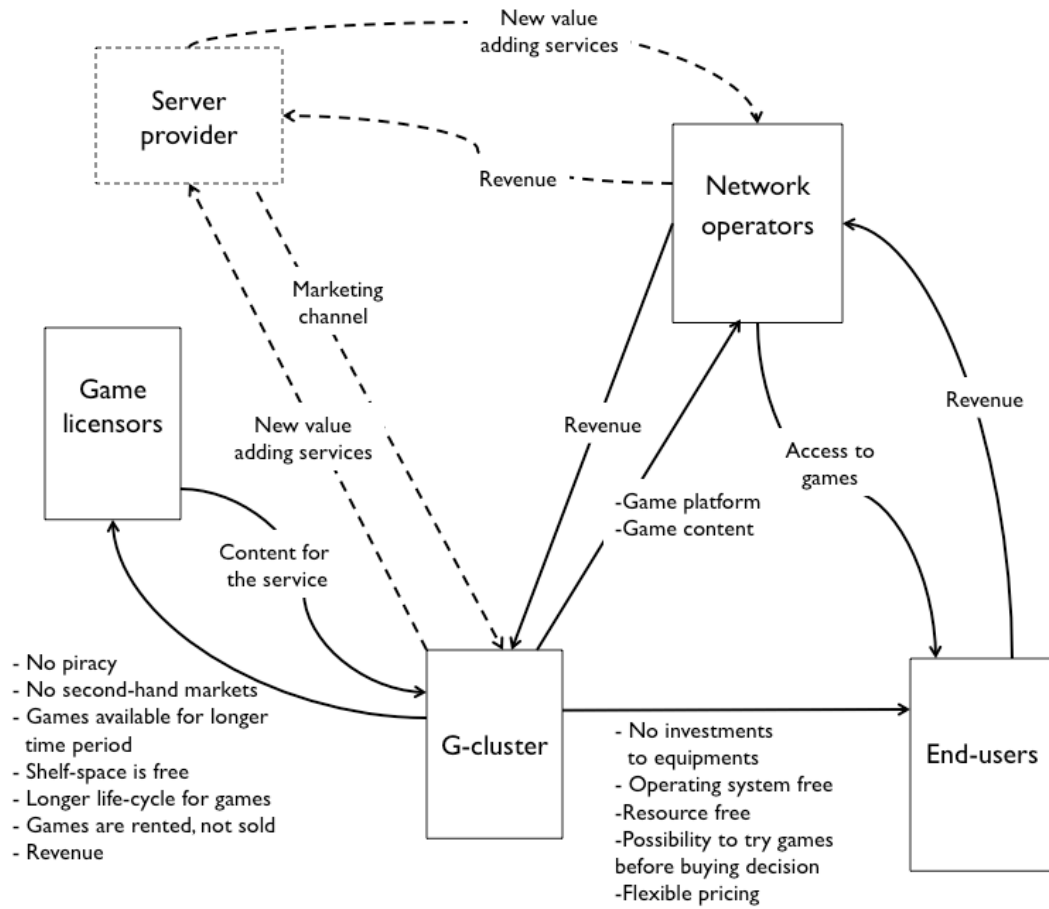 New value
adding services
Server
provider
Revenue
Network
operators
Marketing
channel
Game
licensors
New value
adding services
Revenue
Revenue
Access to
games
-Game platform
-Game content
Content for
the service
- No piracy
- No second-hand markets
- Games available for longer
time period
- Shelf-space is free
- Longer life-cycle for games
- Games are rented, not sold
- Revenue
G-cluster
- No investments
to equipments
- Operating system free
-Resource free
-Possibility to try games
before buying decision
-Flexible pricing
End-users